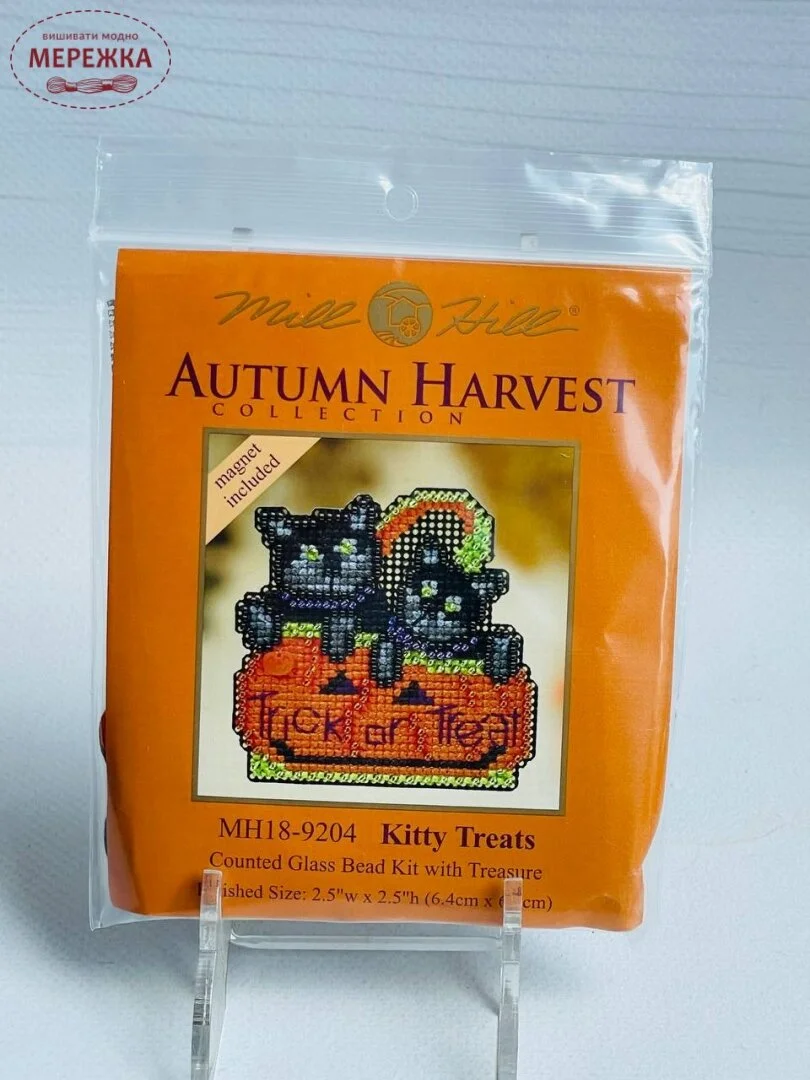 вишивати модно
МЕРЕЖКА
Mill Hill®
AUTUMN HARVEST
COLLECTION
magnet
included
Trick or Treat
MH18-9204 Kitty Treats
Counted Glass Bead Kit with Treasure
Size: 2.5"w x 2.5"h (6.4cm x